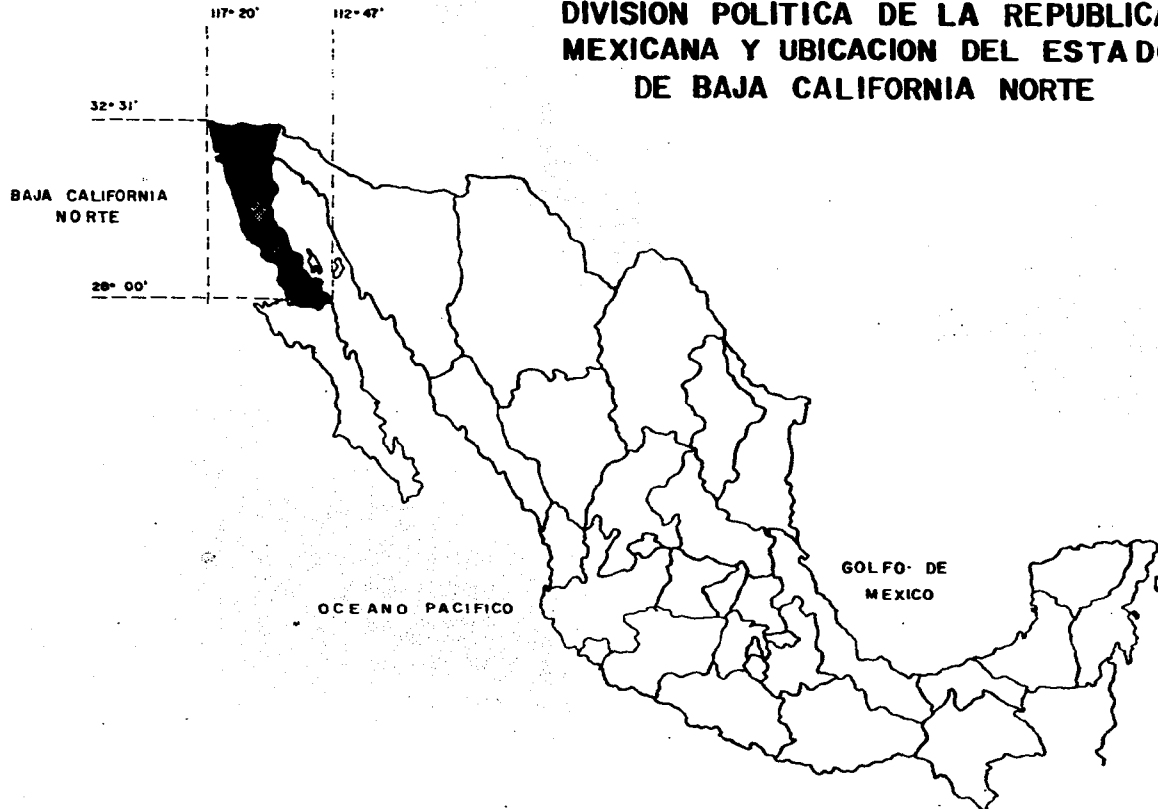 117° 20'
112° 47'
DIVISION POLITICA DE LA REPUBLICA
MEXICANA Y UBICACION DEL ESTADO
DE BAJA CALIFORNIA NORTE
32° 31'
BAJA CALIFORNIA
NORTE
28° 00'
GOLFO DE
MEXICO
OCEANO PACIFICO